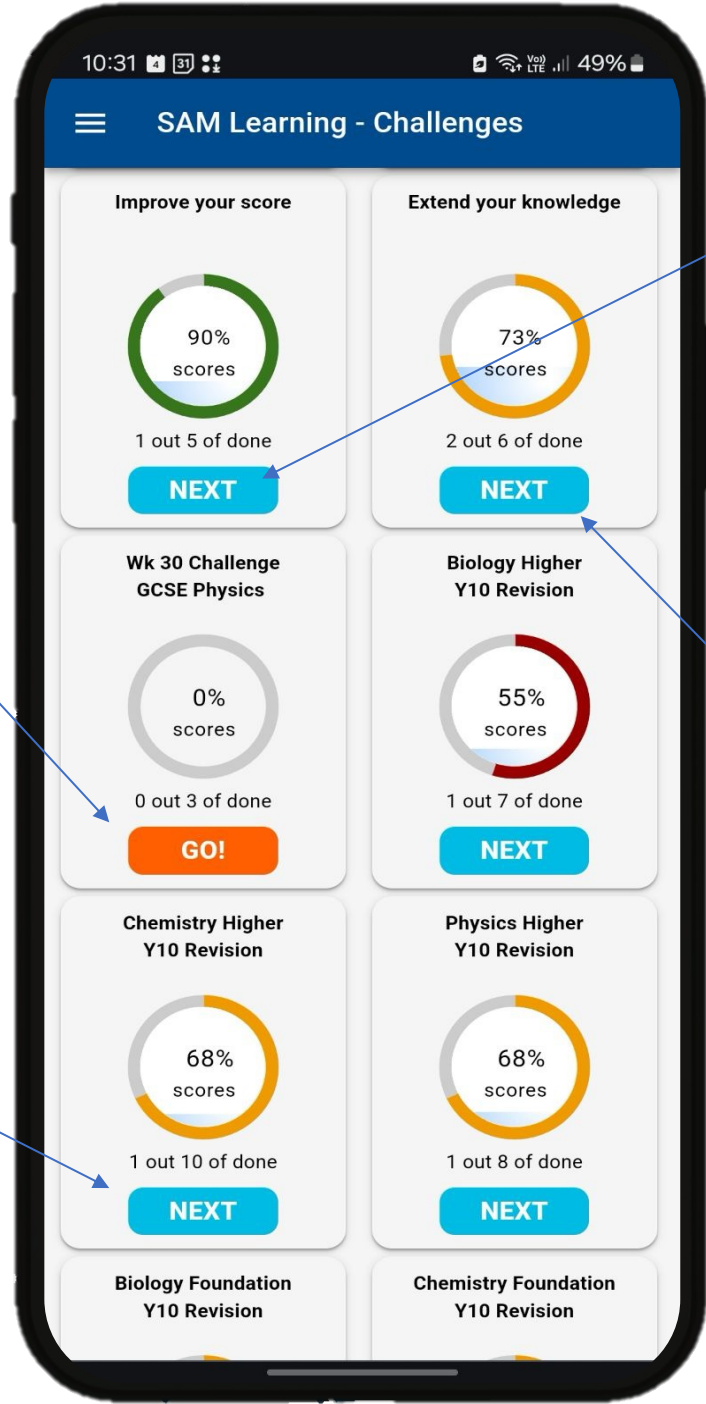 10:31 4 31 Vo)) LTE 49%
SAM Learning - Challenges
Improve your score
90%
scores
1 out 5 of done
NEXT
Extend your knowledge
73%
scores
2 out 6 of done
NEXT
Wk 30 Challenge
GCSE Physics
0%
scores
0 out 3 of done
GO!
Biology Higher
Y10 Revision
55%
scores
1 out 7 of done
NEXT
Chemistry Higher
Y10 Revision
68%
scores
1 out 10 of done
NEXT
Physics Higher
Y10 Revision
68%
scores
1 out 8 of done
NEXT
Biology Foundation
Y10 Revision
Chemistry Foundation
Y10 Revision